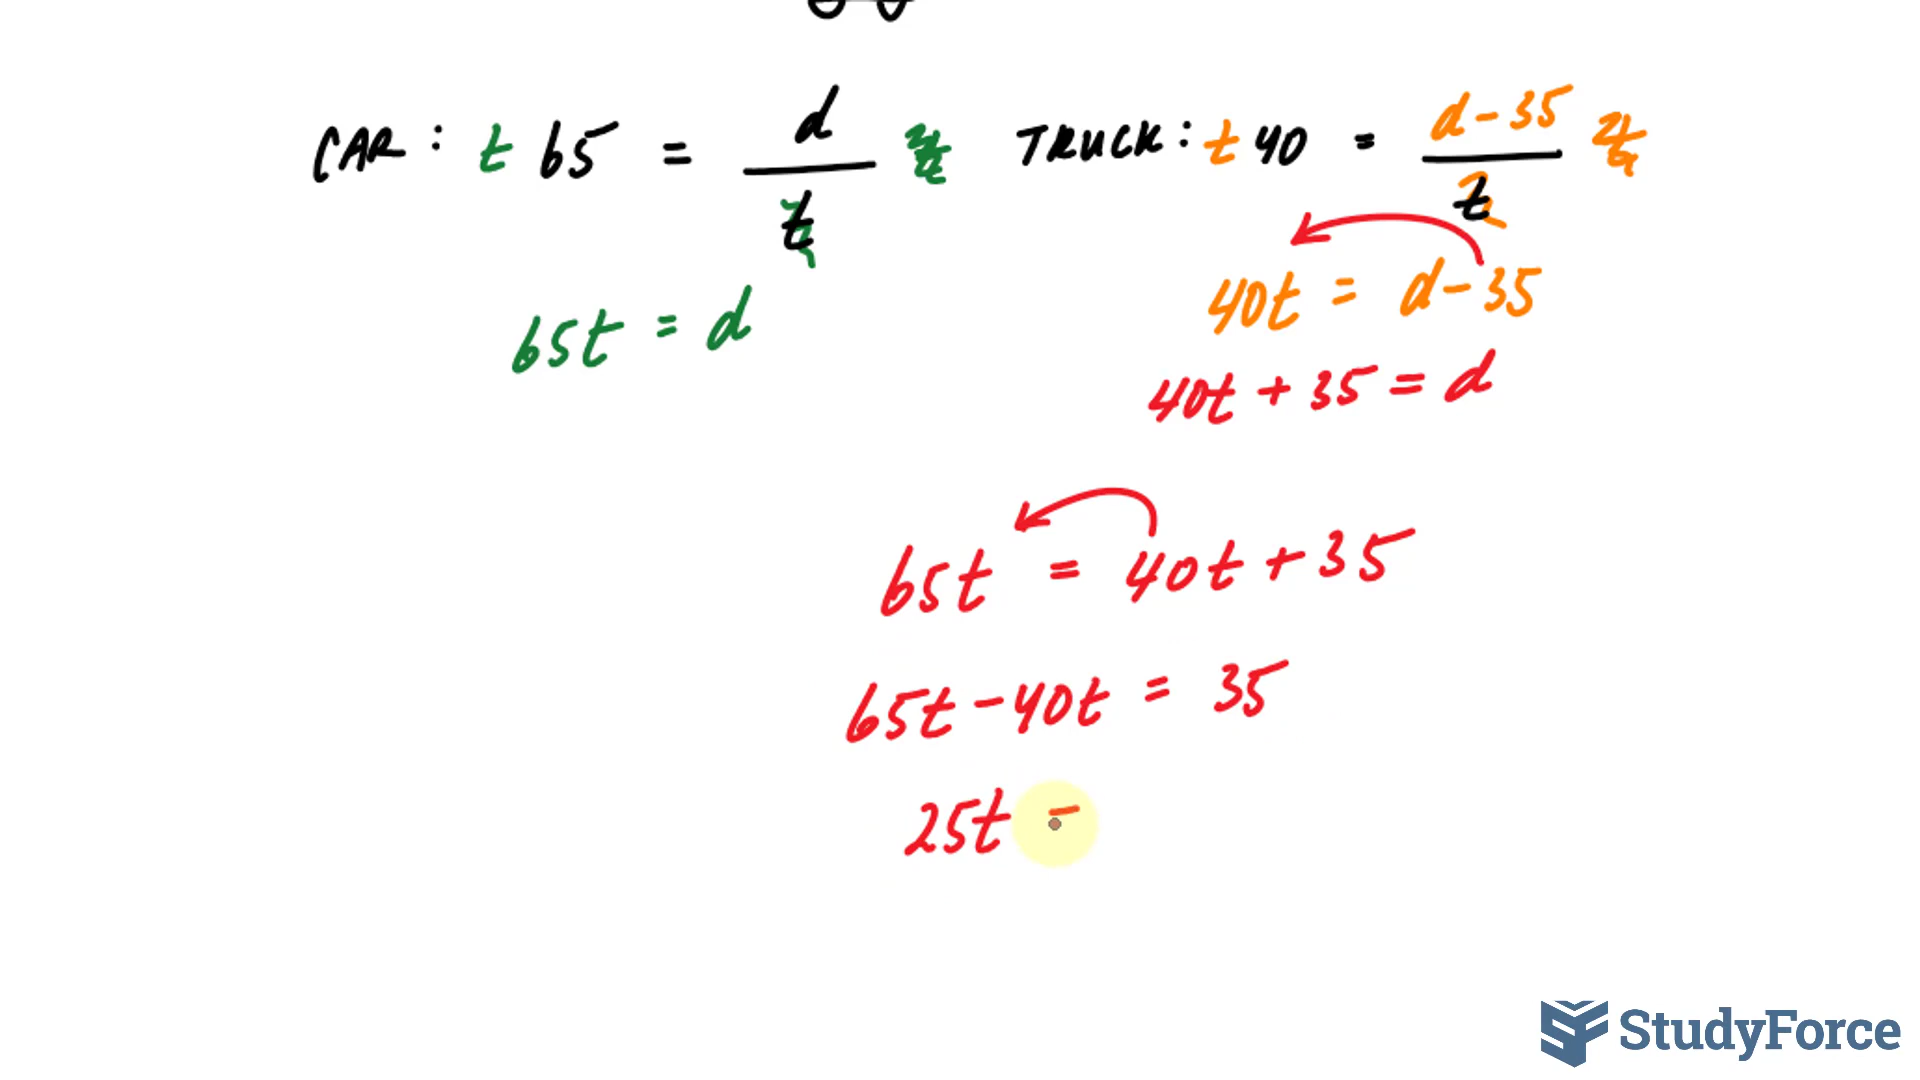 CAR: t 65 = d/t t TRUCK: t 40 = d-35/t t
65t = d
40t = d-35
40t + 35 = d
65t = 40t + 35
65t - 40t = 35
25t =
StudyForce